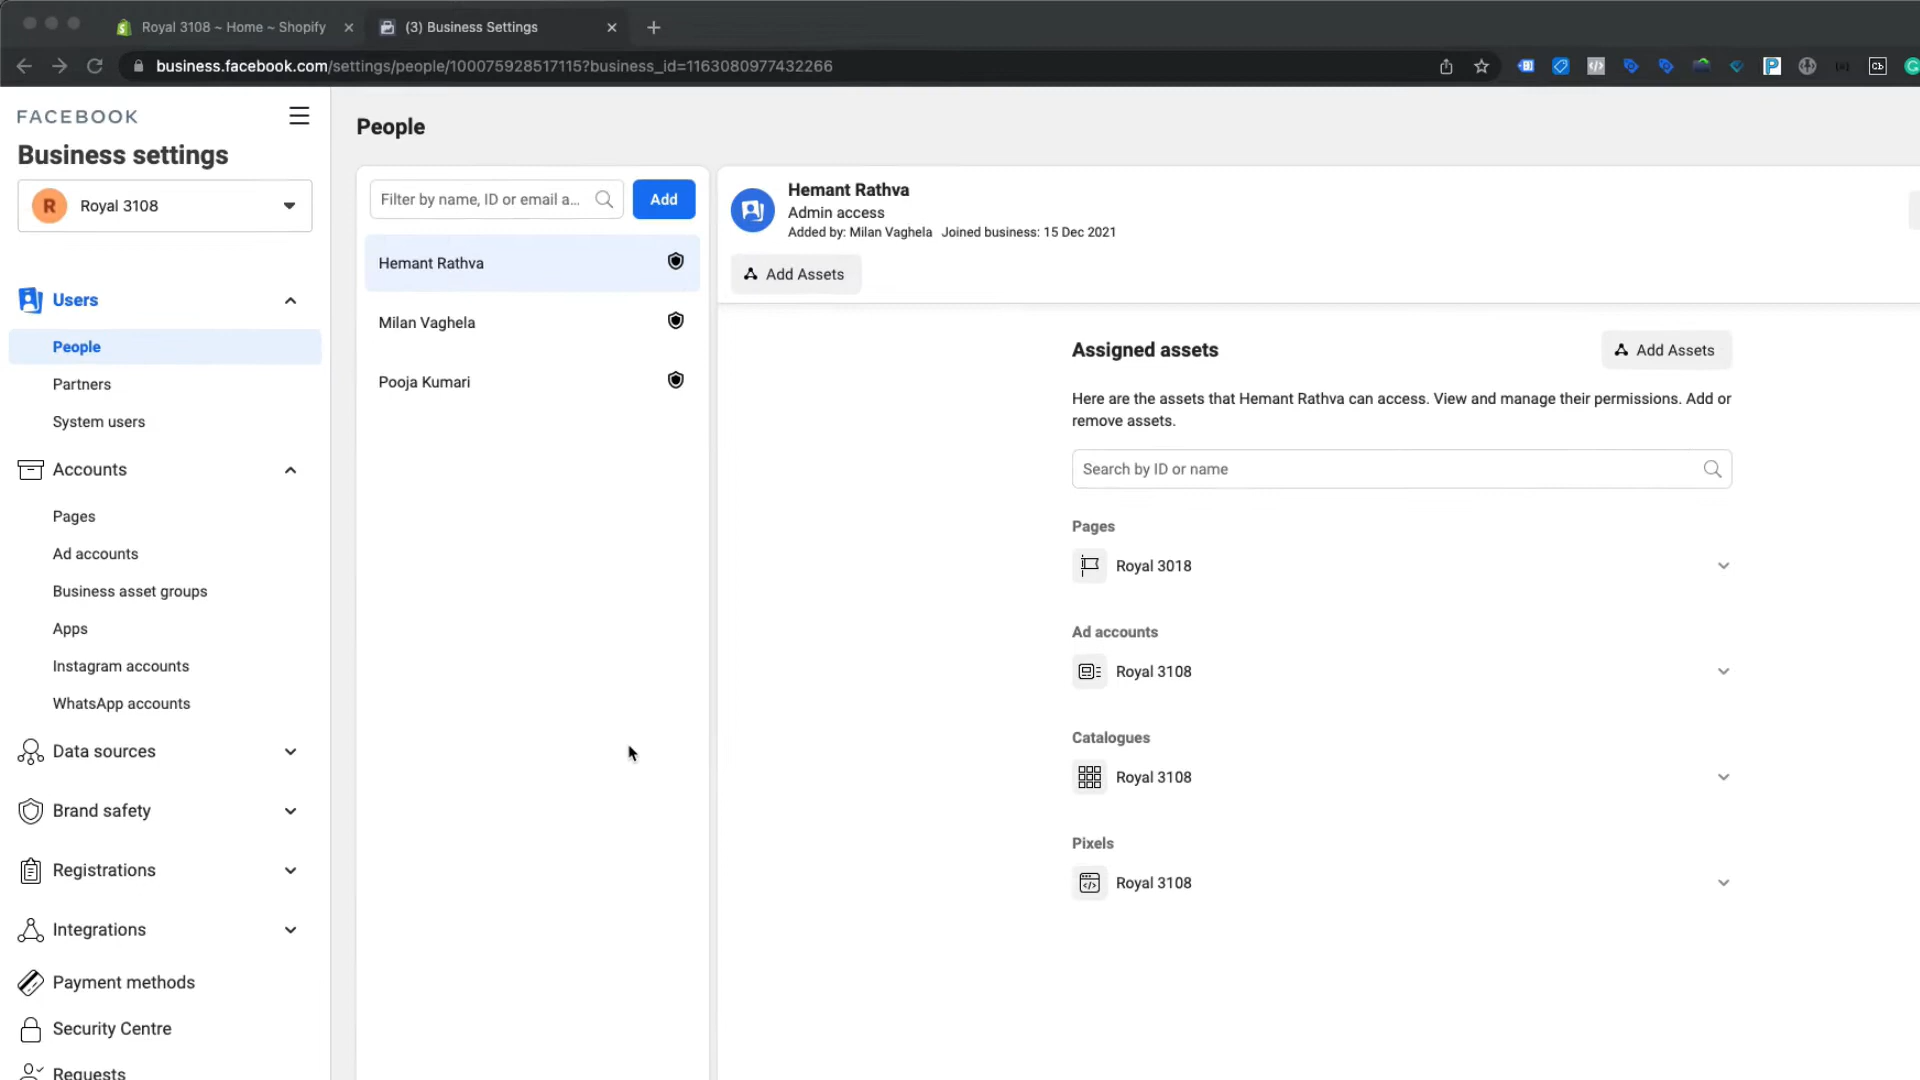 Royal 3108 ~ Home ~ Shopify
(3) Business Settings
business.facebook.com/settings/people/100075928517115?business_id=1163080977432266
FACEBOOK
Business settings
R
Royal 3108
Users
People
Partners
System users
Accounts
Pages
Ad accounts
Business asset groups
Apps
Instagram accounts
WhatsApp accounts
Data sources
Brand safety
Registrations
Integrations
Payment methods
Security Centre
Requests
People
Filter by name, ID or email a...
Add
Hemant Rathva
Milan Vaghela
Pooja Kumari
Hemant Rathva
Admin access
Added by: Milan Vaghela Joined business: 15 Dec 2021
Add Assets
Assigned assets
Add Assets
Here are the assets that Hemant Rathva can access. View and manage their permissions. Add or
remove assets.
Search by ID or name
Pages
Royal 3018
Ad accounts
Royal 3108
Catalogues
Royal 3108
Pixels
Royal 3108